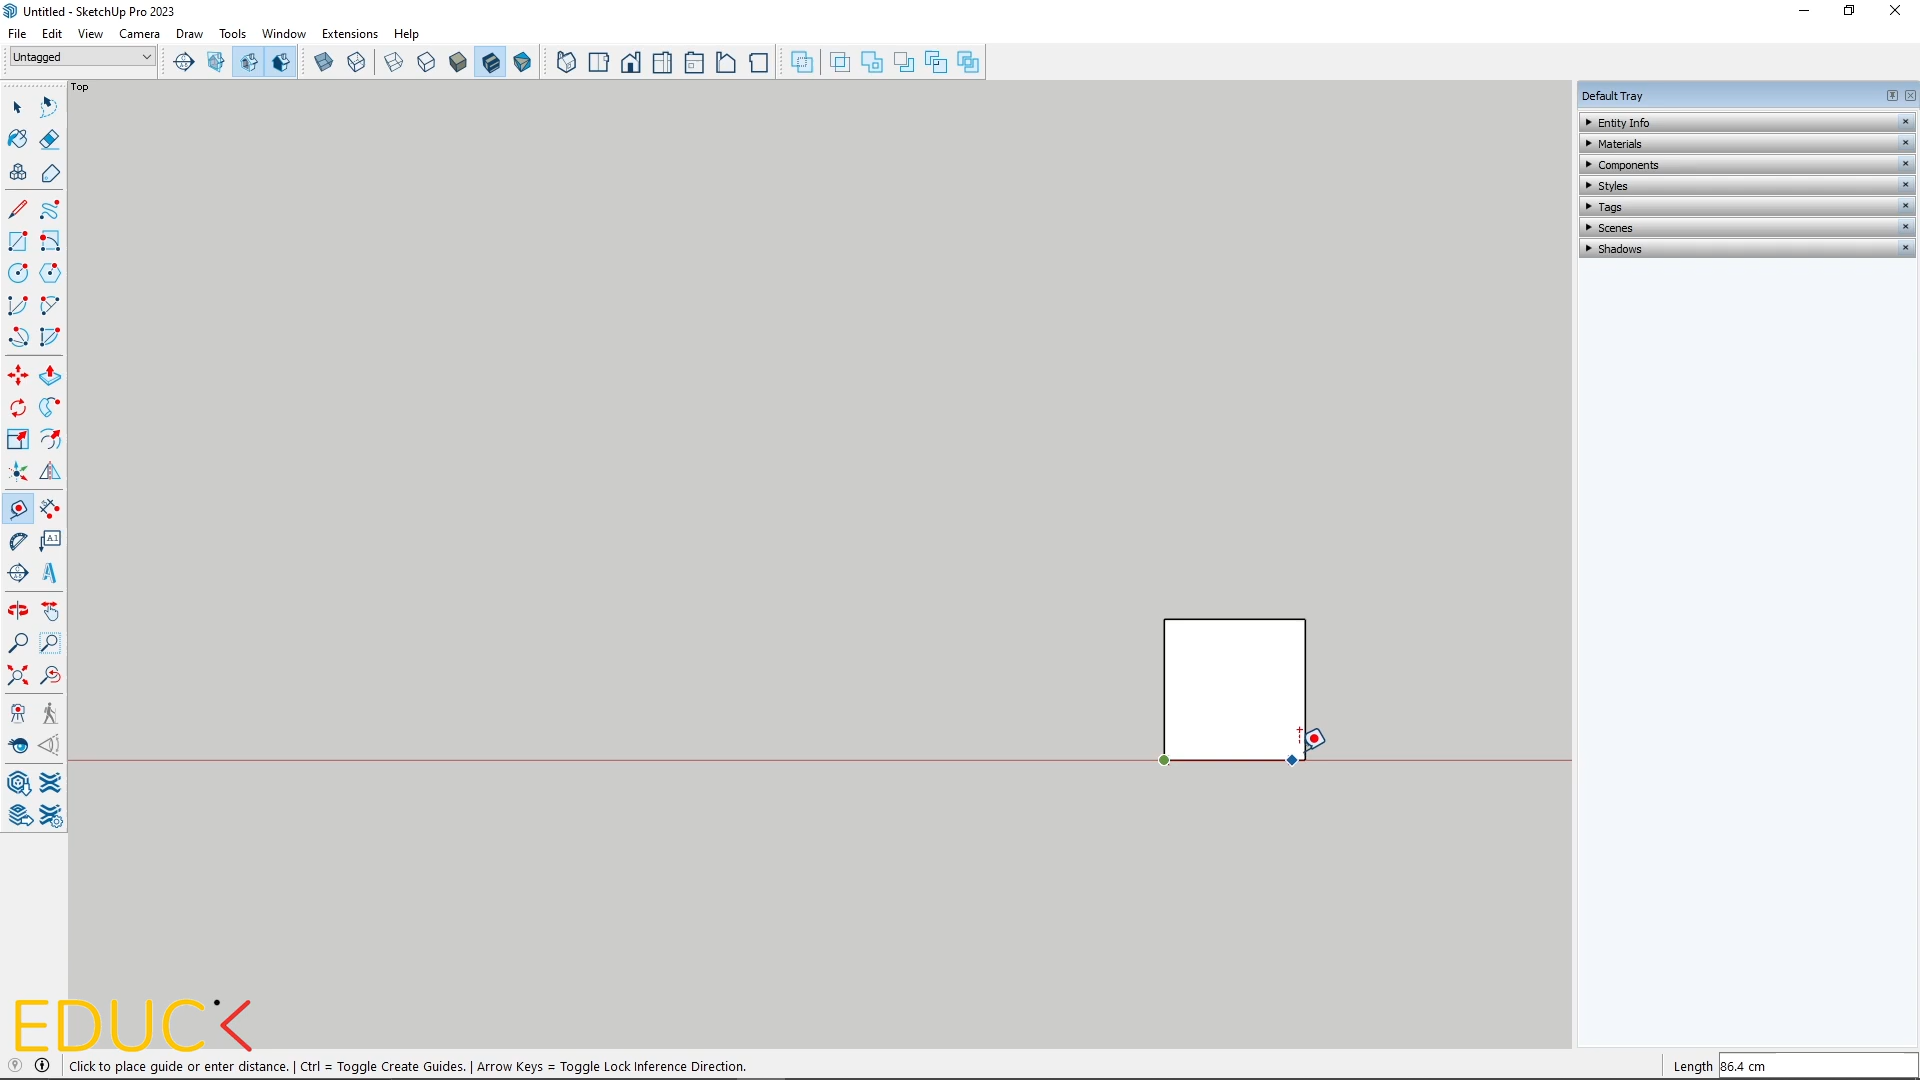 Untitled - SketchUp Pro 2023
File Edit View Camera Draw Tools Window Extensions Help
Untagged
Top
Default Tray
Entity Info
Materials
Components
Styles
Tags
Scenes
Shadows
A1
A
EDUC
Click to place guide or enter distance. | Ctrl = Toggle Create Guides. | Arrow Keys = Toggle Lock Inference Direction.
Length 86.4 cm